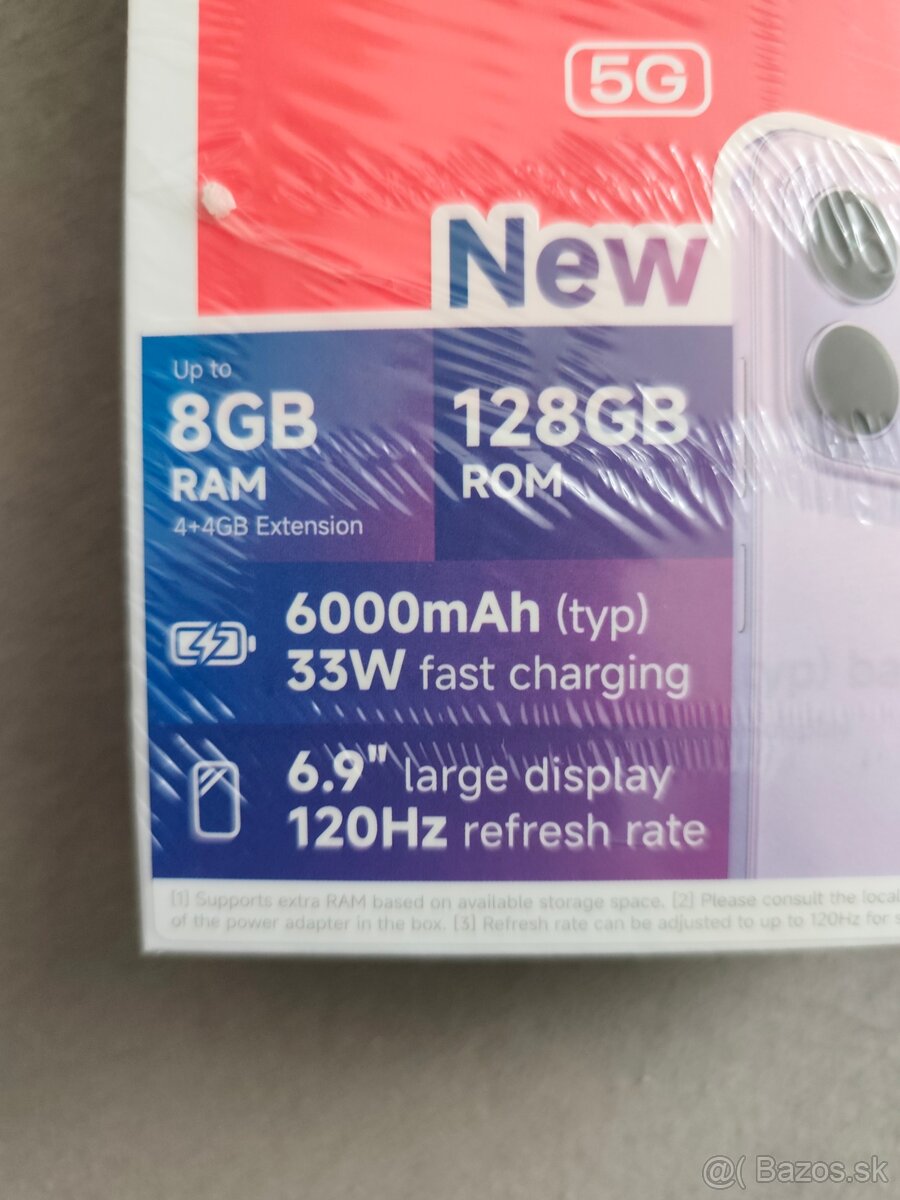 5G
New
Up to
8GB
RAM
4+4GB Extension
128GB
ROM
6000mAh (typ)
33W fast charging
6.9" large display
120Hz refresh rate
[1] Supports extra RAM based on available storage space. [2] Please consult the local
of the power adapter in the box. [3] Refresh rate can be adjusted to up to 120Hz for s
@( Bazos.sk